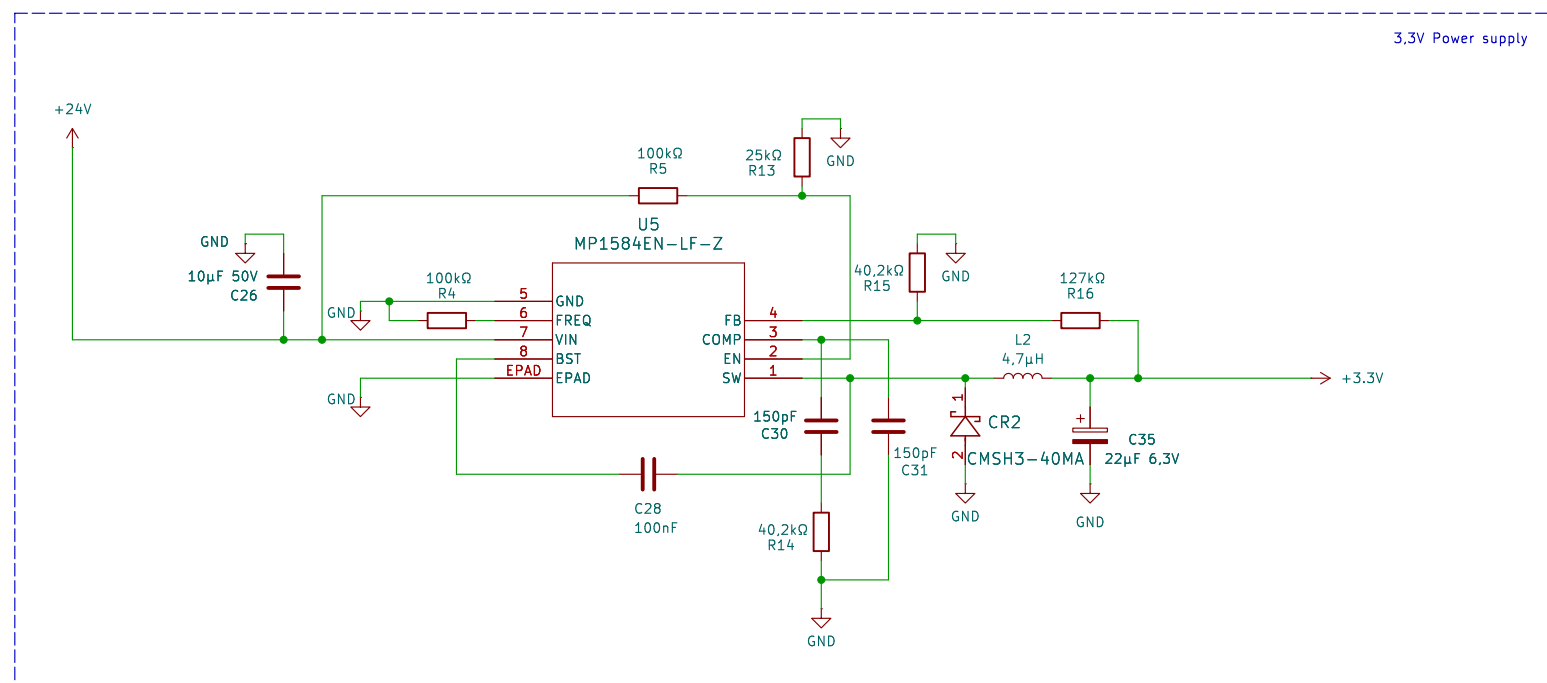 3,3V Power supply
+24V
100kΩ
R5
25kΩ
R13
GND
U5
MP1584EN-LF-Z
GND
10µF 50V
C26
100kΩ
R4
GND
5
GND
6
FREQ
7
VIN
8
BST
EPAD
EPAD
GND
FB
4
COMP
3
EN
2
SW
1
40,2kΩ
R15
GND
127kΩ
R16
L2
4,7µH
+3.3V
150pF
C30
150pF
C31
1
CR2
2
CMSH3-40MA
GND
+
C35
22µF 6,3V
GND
C28
100nF
40,2kΩ
R14
GND